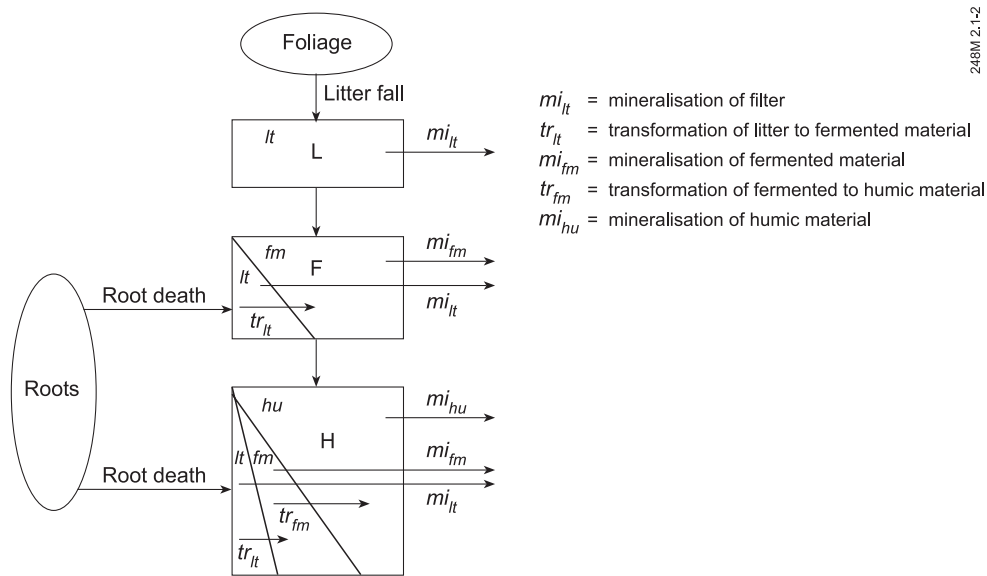 248M 2.1-2
Foliage
Litter fall
lt
L
mi_lt
mi_lt = mineralisation of filter
tr_lt = transformation of litter to fermented material
mi_fm = mineralisation of fermented material
tr_fm = transformation of fermented to humic material
mi_hu = mineralisation of humic material
fm
F
mi_fm
lt
mi_lt
tr_lt
Root death
Roots
hu
H
mi_hu
lt
fm
mi_fm
mi_lt
Root death
tr_fm
tr_lt